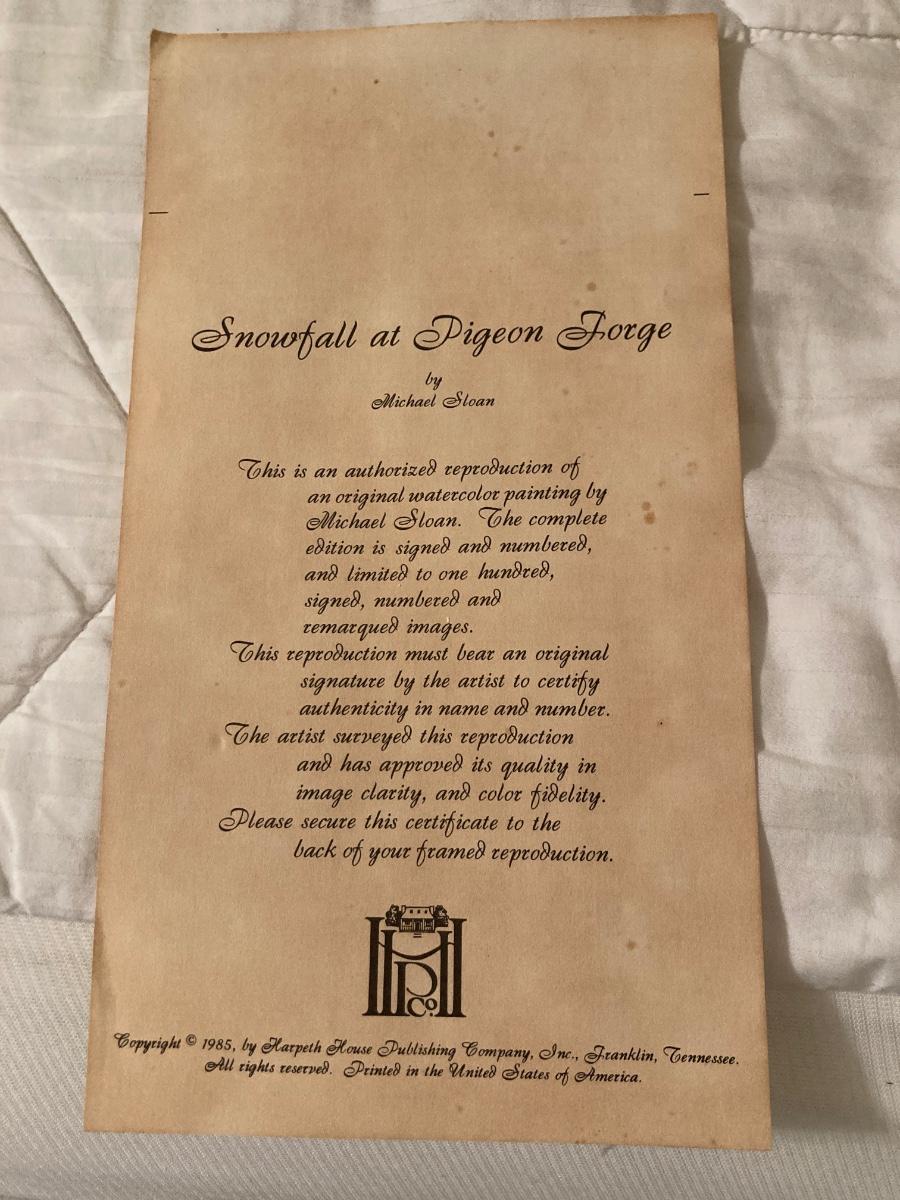 Snowfall at Pigeon Forge
by
Michael Sloan
This is an authorized reproduction of
an original watercolor painting by
Michael Sloan. The complete
edition is signed and numbered,
and limited to one hundred,
signed, numbered and
remarqued images.
This reproduction must bear an original
signature by the artist to certify
authenticity in name and number.
The artist surveyed this reproduction
and has approved its quality in
image clarity, and color fidelity.
Please secure this certificate to the
back of your framed reproduction.
HHP Co.
Copyright © 1985, by Harpeth House Publishing Company, Inc., Franklin, Tennessee.
All rights reserved. Printed in the United States of America.